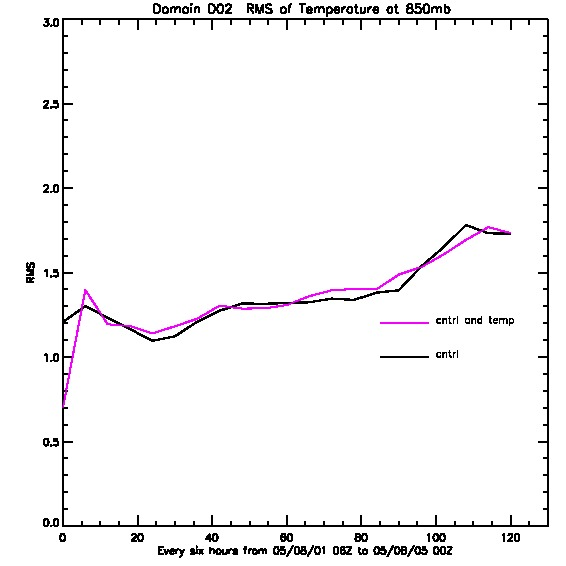 Domain D02 RMS of Temperature at 850mb
3.0
2.5
2.0
1.5
1.0
0.5
0.0
RMS
cntrl and temp
cntrl
0 20 40 60 80 100 120
Every six hours from 05/08/01 06Z to 05/08/05 00Z